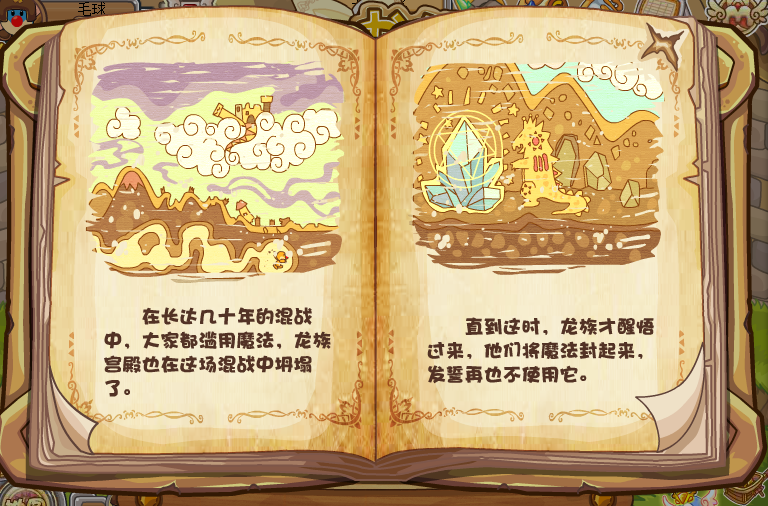 毛球
在长达几十年的混战
中，大家都滥用魔法，龙族
宫殿也在这场混战中坍塌
了。
直到这时，龙族才醒悟
过来，他们将魔法封起来，
发誓再也不使用它。